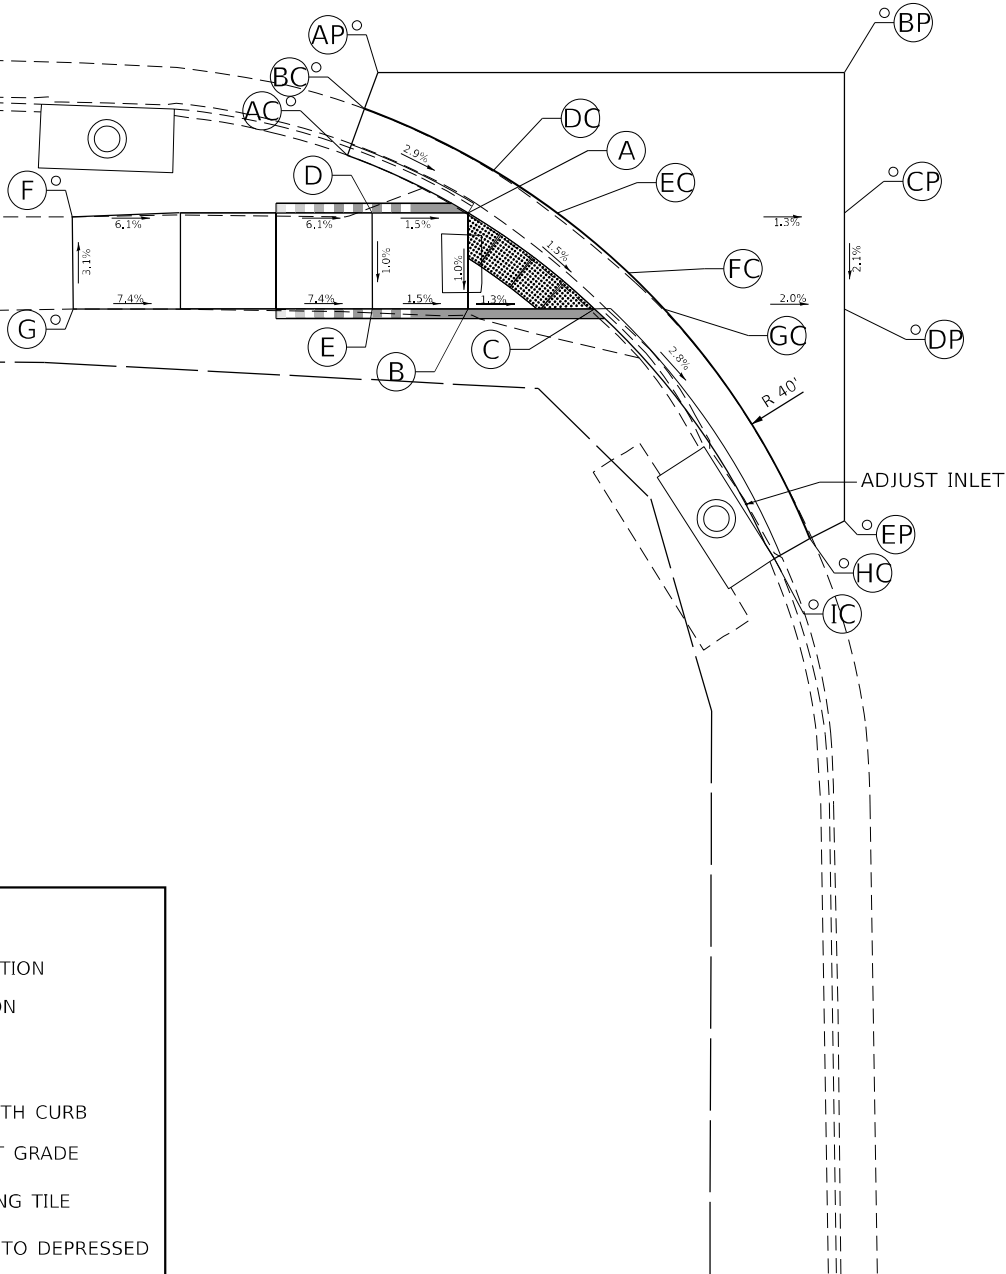 AP
BP
BC
AC
DC
2.9%
A
D
EC
CP
F
6.1%
6.1%
1.5%
1.3%
3.1%
1.0%
1.0%
1.5%
2.1%
FC
7.4%
7.4%
1.5%
1.3%
2.0%
G
E
B
C
GC
DP
2.8%
R 40'
ADJUST INLET
EP
HC
IC
TION
ON
TH CURB
T GRADE
NG TILE
TO DEPRESSED